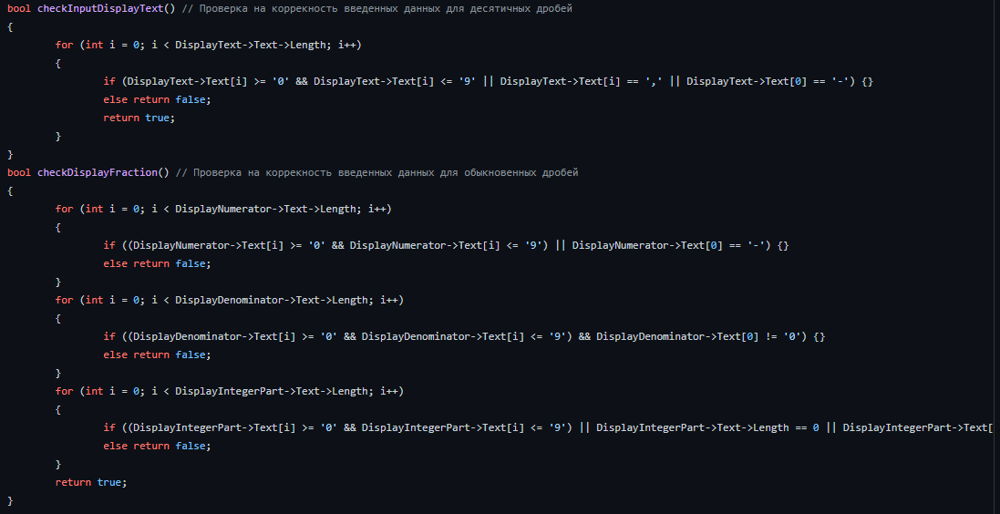 bool checkInputDisplayText() // Проверка на коррекность введенных данных для десятичных дробей
{
for (int i = 0; i < DisplayText->Text->Length; i++)
{
if (DisplayText->Text[i] >= '0' && DisplayText->Text[i] <= '9' || DisplayText->Text[i] == ',' || DisplayText->Text[0] == '-') {}
else return false;
return true;
}
}
bool checkDisplayFraction() // Проверка на коррекность введенных данных для обыкновенных дробей
{
for (int i = 0; i < DisplayNumerator->Text->Length; i++)
{
if ((DisplayNumerator->Text[i] >= '0' && DisplayNumerator->Text[i] <= '9') || DisplayNumerator->Text[0] == '-') {}
else return false;
}
for (int i = 0; i < DisplayDenominator->Text->Length; i++)
{
if ((DisplayDenominator->Text[i] >= '0' && DisplayDenominator->Text[i] <= '9') && DisplayDenominator->Text[0] != '0') {}
else return false;
}
for (int i = 0; i < DisplayIntegerPart->Text->Length; i++)
{
if ((DisplayIntegerPart->Text[i] >= '0' && DisplayIntegerPart->Text[i] <= '9') || DisplayIntegerPart->Text->Length == 0 || DisplayIntegerPart->Text[
else return false;
}
return true;
}